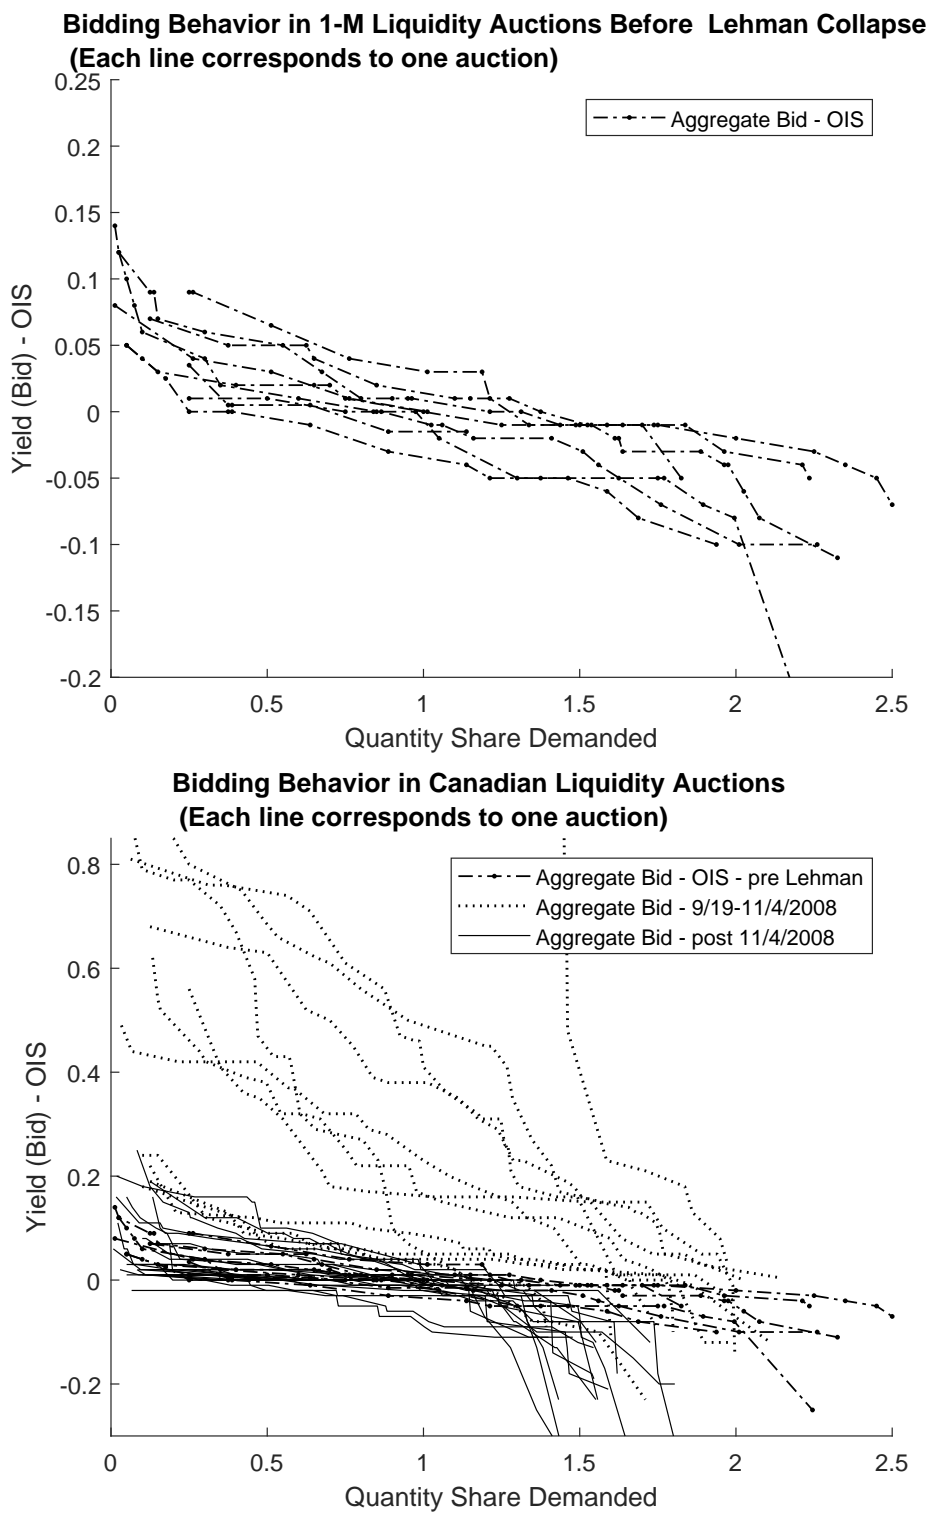 Bidding Behavior in 1-M Liquidity Auctions Before Lehman Collapse
(Each line corresponds to one auction)
0.25
0.2
0.15
0.1
0.05
0
-0.05
-0.1
-0.15
-0.2
Yield (Bid) - OIS
Aggregate Bid - OIS
0 0.5 1 1.5 2 2.5
Quantity Share Demanded
Bidding Behavior in Canadian Liquidity Auctions
(Each line corresponds to one auction)
0.8
0.6
0.4
0.2
0
-0.2
Yield (Bid) - OIS
Aggregate Bid - OIS - pre Lehman
Aggregate Bid - 9/19-11/4/2008
Aggregate Bid - post 11/4/2008
0 0.5 1 1.5 2 2.5
Quantity Share Demanded